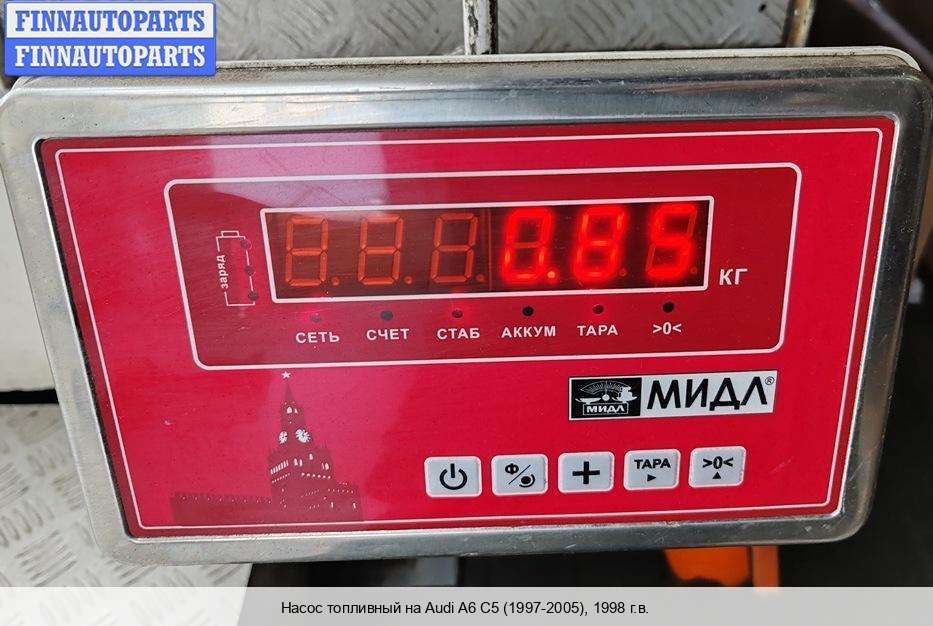 FINNAUTOPARTS
FINNAUTOPARTS
заряд
0.85
КГ
СЕТЬ СЧЕТ СТАБ АККУМ ТАРА >0<
МИДЛ МИДЛ®
Ф/ + ТАРА >0<
Насос топливный на Audi A6 C5 (1997-2005), 1998 г.в.